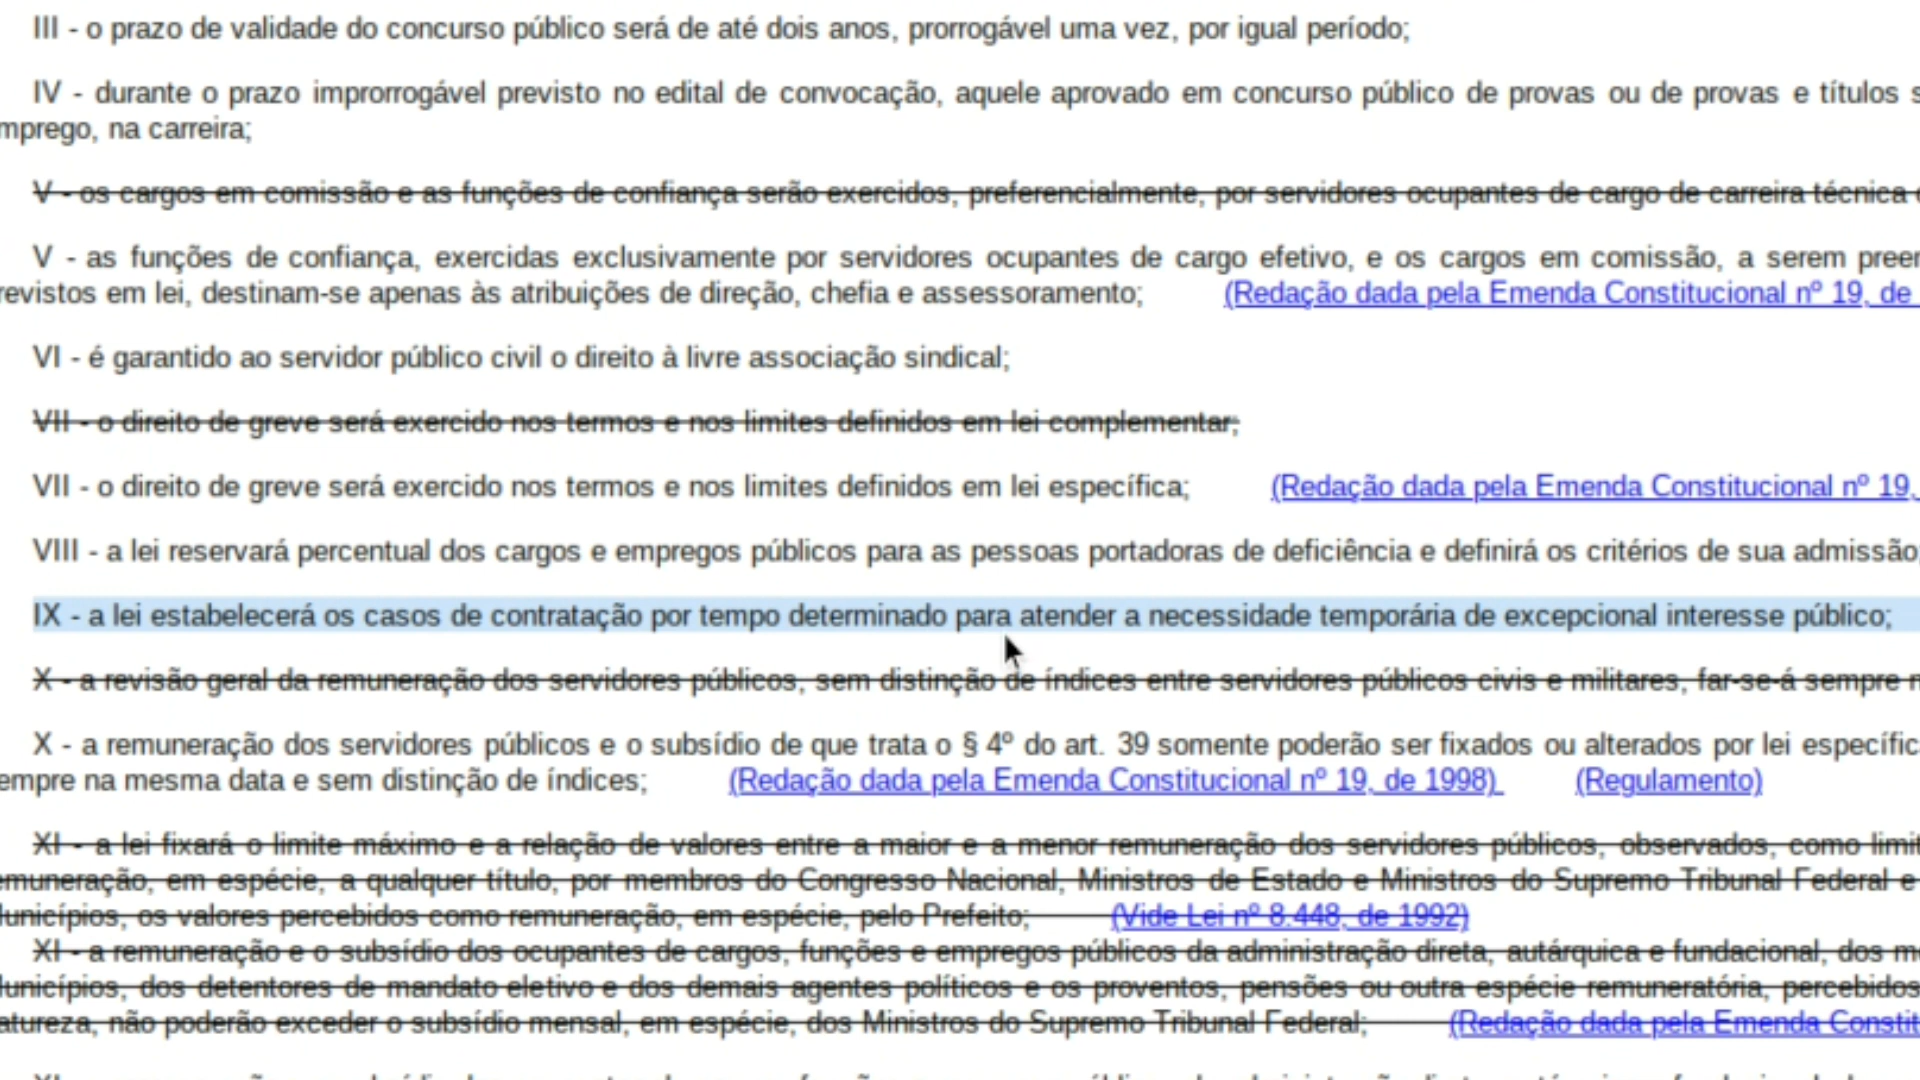 III - o prazo de validade do concurso público será de até dois anos, prorrogável uma vez, por igual período;
IV - durante o prazo improrrogável previsto no edital de convocação, aquele aprovado em concurso público de provas ou de provas e títulos s
mprego, na carreira;
V - os cargos em comissão e as funções de confiança serão exercidos, preferencialmente, por servidores ocupantes de cargo de carreira técnica
V - as funções de confiança, exercidas exclusivamente por servidores ocupantes de cargo efetivo, e os cargos em comissão, a serem preen
revistos em lei, destinam-se apenas às atribuições de direção, chefia e assessoramento; (Redação dada pela Emenda Constitucional nº 19, de
VI - é garantido ao servidor público civil o direito à livre associação sindical;
VII - o direito de greve será exercido nos termos e nos limites definidos em lei complementar;
VII - o direito de greve será exercido nos termos e nos limites definidos em lei específica; (Redação dada pela Emenda Constitucional nº 19,
VIII - a lei reservará percentual dos cargos e empregos públicos para as pessoas portadoras de deficiência e definirá os critérios de sua admissão;
IX - a lei estabelecerá os casos de contratação por tempo determinado para atender a necessidade temporária de excepcional interesse público;
X - a revisão geral da remuneração dos servidores públicos, sem distinção de índices entre servidores públicos civis e militares, far-se-á sempre n
X - a remuneração dos servidores públicos e o subsídio de que trata o § 4º do art. 39 somente poderão ser fixados ou alterados por lei específic
empre na mesma data e sem distinção de índices; (Redação dada pela Emenda Constitucional nº 19, de 1998) (Regulamento)
XI - a lei fixará o limite máximo e a relação de valores entre a maior e a menor remuneração dos servidores públicos, observados, como limit
emuneração, em espécie, a qualquer título, por membros do Congresso Nacional, Ministros de Estado e Ministros do Supremo Tribunal Federal e
unicípios, os valores percebidos como remuneração, em espécie, pelo Prefeito; (Vide Lei nº 8.448, de 1992)
XI - a remuneração e o subsídio dos ocupantes de cargos, funções e empregos públicos da administração direta, autárquica e fundacional, dos me
unicípios, dos detentores de mandato eletivo e dos demais agentes políticos e os proventos, pensões ou outra espécie remuneratória, percebidos
atureza, não poderão exceder o subsídio mensal, em espécie, dos Ministros do Supremo Tribunal Federal; (Redação dada pela Emenda Constit